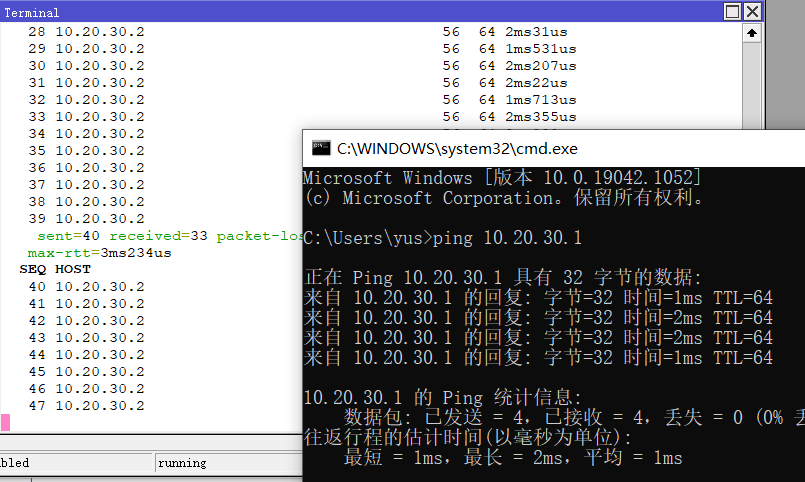 Terminal
28 10.20.30.2 56 64 2ms31us
29 10.20.30.2 56 64 1ms531us
30 10.20.30.2 56 64 2ms207us
31 10.20.30.2 56 64 2ms22us
32 10.20.30.2 56 64 1ms713us
33 10.20.30.2 56 64 2ms355us
34 10.20.30.2
35 10.20.30.2
36 10.20.30.2
37 10.20.30.2
38 10.20.30.2
39 10.20.30.2
sent=40 received=33 packet-los
max-rtt=3ms234us
SEQ HOST
40 10.20.30.2
41 10.20.30.2
42 10.20.30.2
43 10.20.30.2
44 10.20.30.2
45 10.20.30.2
46 10.20.30.2
47 10.20.30.2
bled
running
C:\WINDOWS\system32\cmd.exe
Microsoft Windows [版本 10.0.19042.1052]
(c) Microsoft Corporation。保留所有权利。
C:\Users\yus>ping 10.20.30.1
正在 Ping 10.20.30.1 具有 32 字节的数据:
来自 10.20.30.1 的回复: 字节=32 时间=1ms TTL=64
来自 10.20.30.1 的回复: 字节=32 时间=2ms TTL=64
来自 10.20.30.1 的回复: 字节=32 时间=2ms TTL=64
来自 10.20.30.1 的回复: 字节=32 时间=1ms TTL=64
10.20.30.1 的 Ping 统计信息:
数据包: 已发送 = 4，已接收 = 4，丢失 = 0 (0% 丢
往返行程的估计时间(以毫秒为单位):
最短 = 1ms，最长 = 2ms，平均 = 1ms